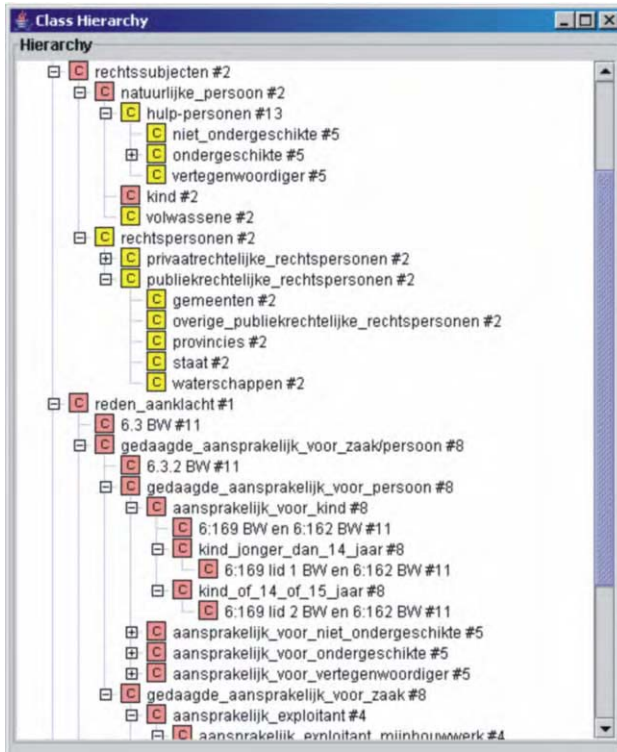 Class Hierarchy
Hierarchy
C rechtssubjecten #2
C natuurlijke_persoon #2
C hulp-personen #13
C niet_ondergeschikte #5
C ondergeschikte #5
C vertegenwoordiger #5
C kind #2
C volwassene #2
C rechtspersonen #2
C privaatrechtelijke_rechtspersonen #2
C publiekrechtelijke_rechtspersonen #2
C gemeenten #2
C overige_publiekrechtelijke_rechtspersonen #2
C provincies #2
C staat #2
C waterschappen #2
C reden_aanklacht #1
C 6.3 BW #11
C gedaagde_aansprakelijk_voor_zaak/persoon #8
C 6.3.2 BW #11
C gedaagde_aansprakelijk_voor_persoon #8
C aansprakelijk_voor_kind #8
C 6:169 BW en 6:162 BW #11
C kind_jonger_dan_14_jaar #8
C 6:169 lid 1 BW en 6:162 BW #11
C kind_of_14_of_15_jaar #8
C 6:169 lid 2 BW en 6:162 BW #11
C aansprakelijk_voor_niet_ondergeschikte #5
C aansprakelijk_voor_ondergeschikte #5
C aansprakelijk_voor_vertegenwoordiger #5
C gedaagde_aansprakelijk_voor_zaak #8
C aansprakelijk_exploitant #4
C aansprakelijk_exploitant_mijnbouwwerk #4